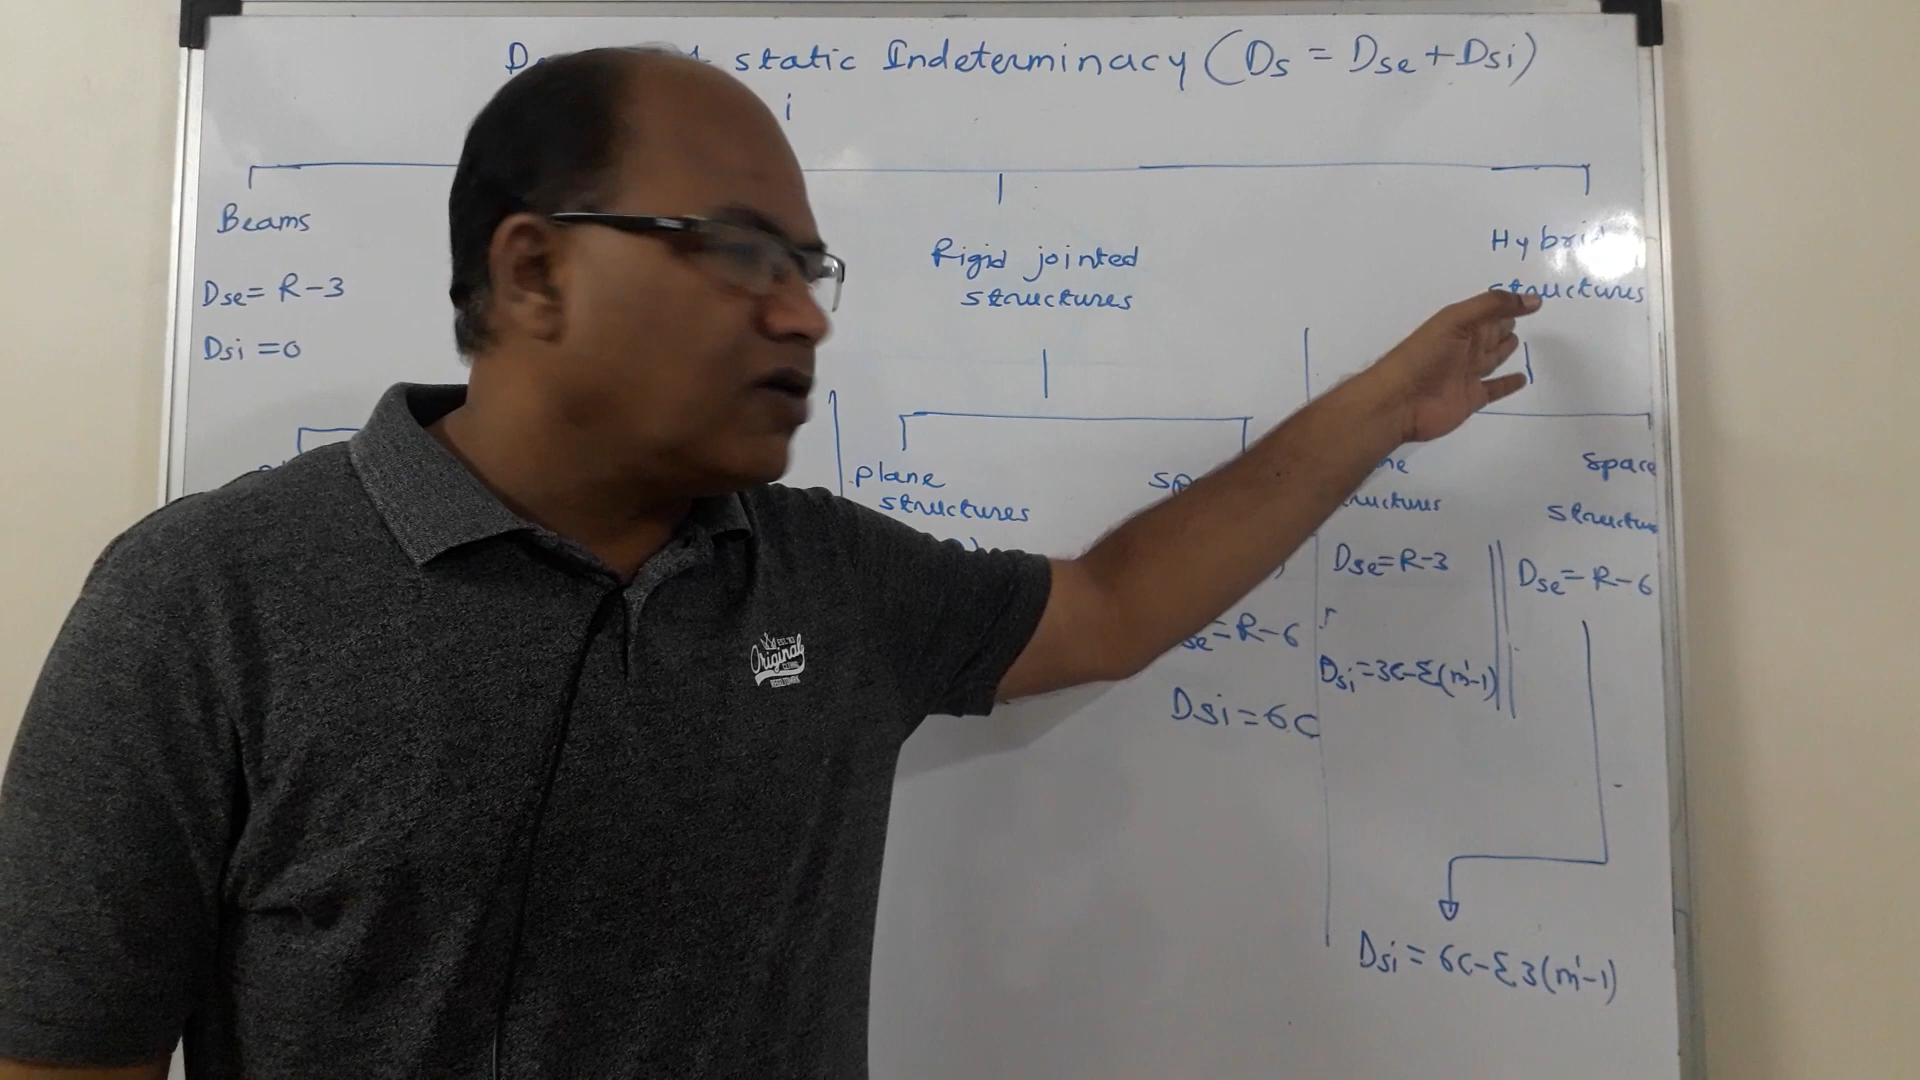 static Indeterminacy (Ds = Dse + Dsi)
i
Beams
Dse = R-3
Dsi = 0
Rigid jointed
structures
plane
structures
R-6
Dsi = 6C
Hybrid
structures
Dse = R-3
Dsi = 3C-Σ(m'-1)
Space
Dse = R-6
Dsi = 6C-Σ3(m'-1)
Original